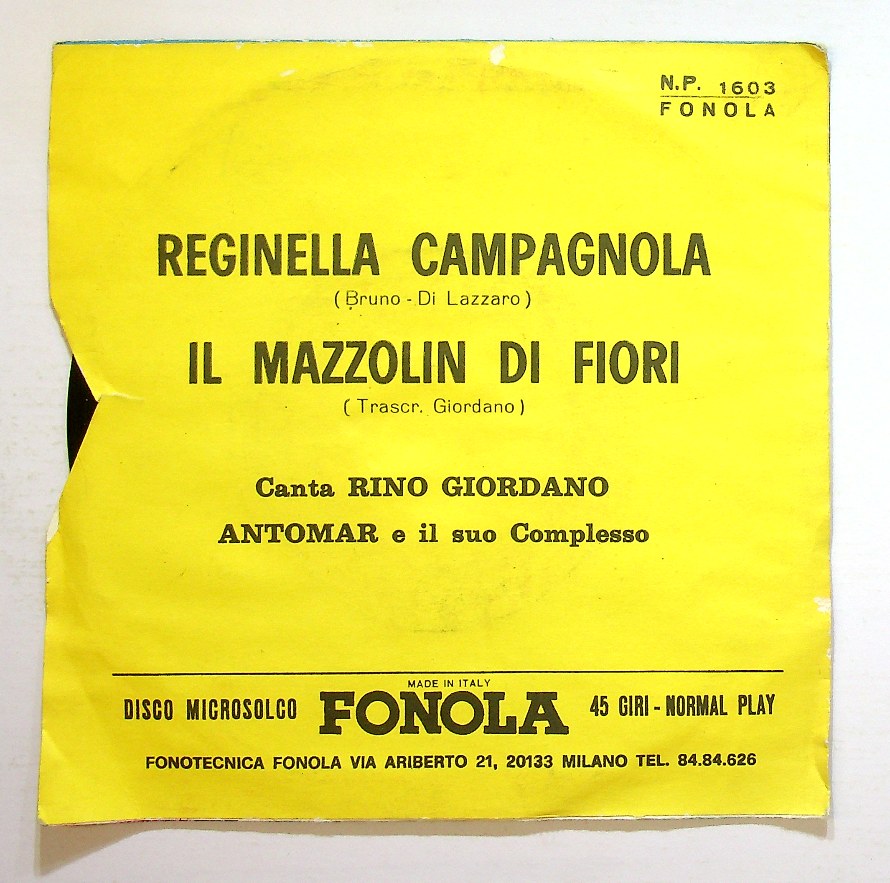 N.P. 1603
FONOLA
REGINELLA CAMPAGNOLA
(Bruno - Di Lazzaro)
IL MAZZOLIN DI FIORI
(Trascr. Giordano)
Canta RINO GIORDANO
ANTOMAR e il suo Complesso
MADE IN ITALY
DISCO MICROSOLCO FONOLA 45 GIRI - NORMAL PLAY
FONOTECNICA FONOLA VIA ARIBERTO 21, 20133 MILANO TEL. 84.84.626